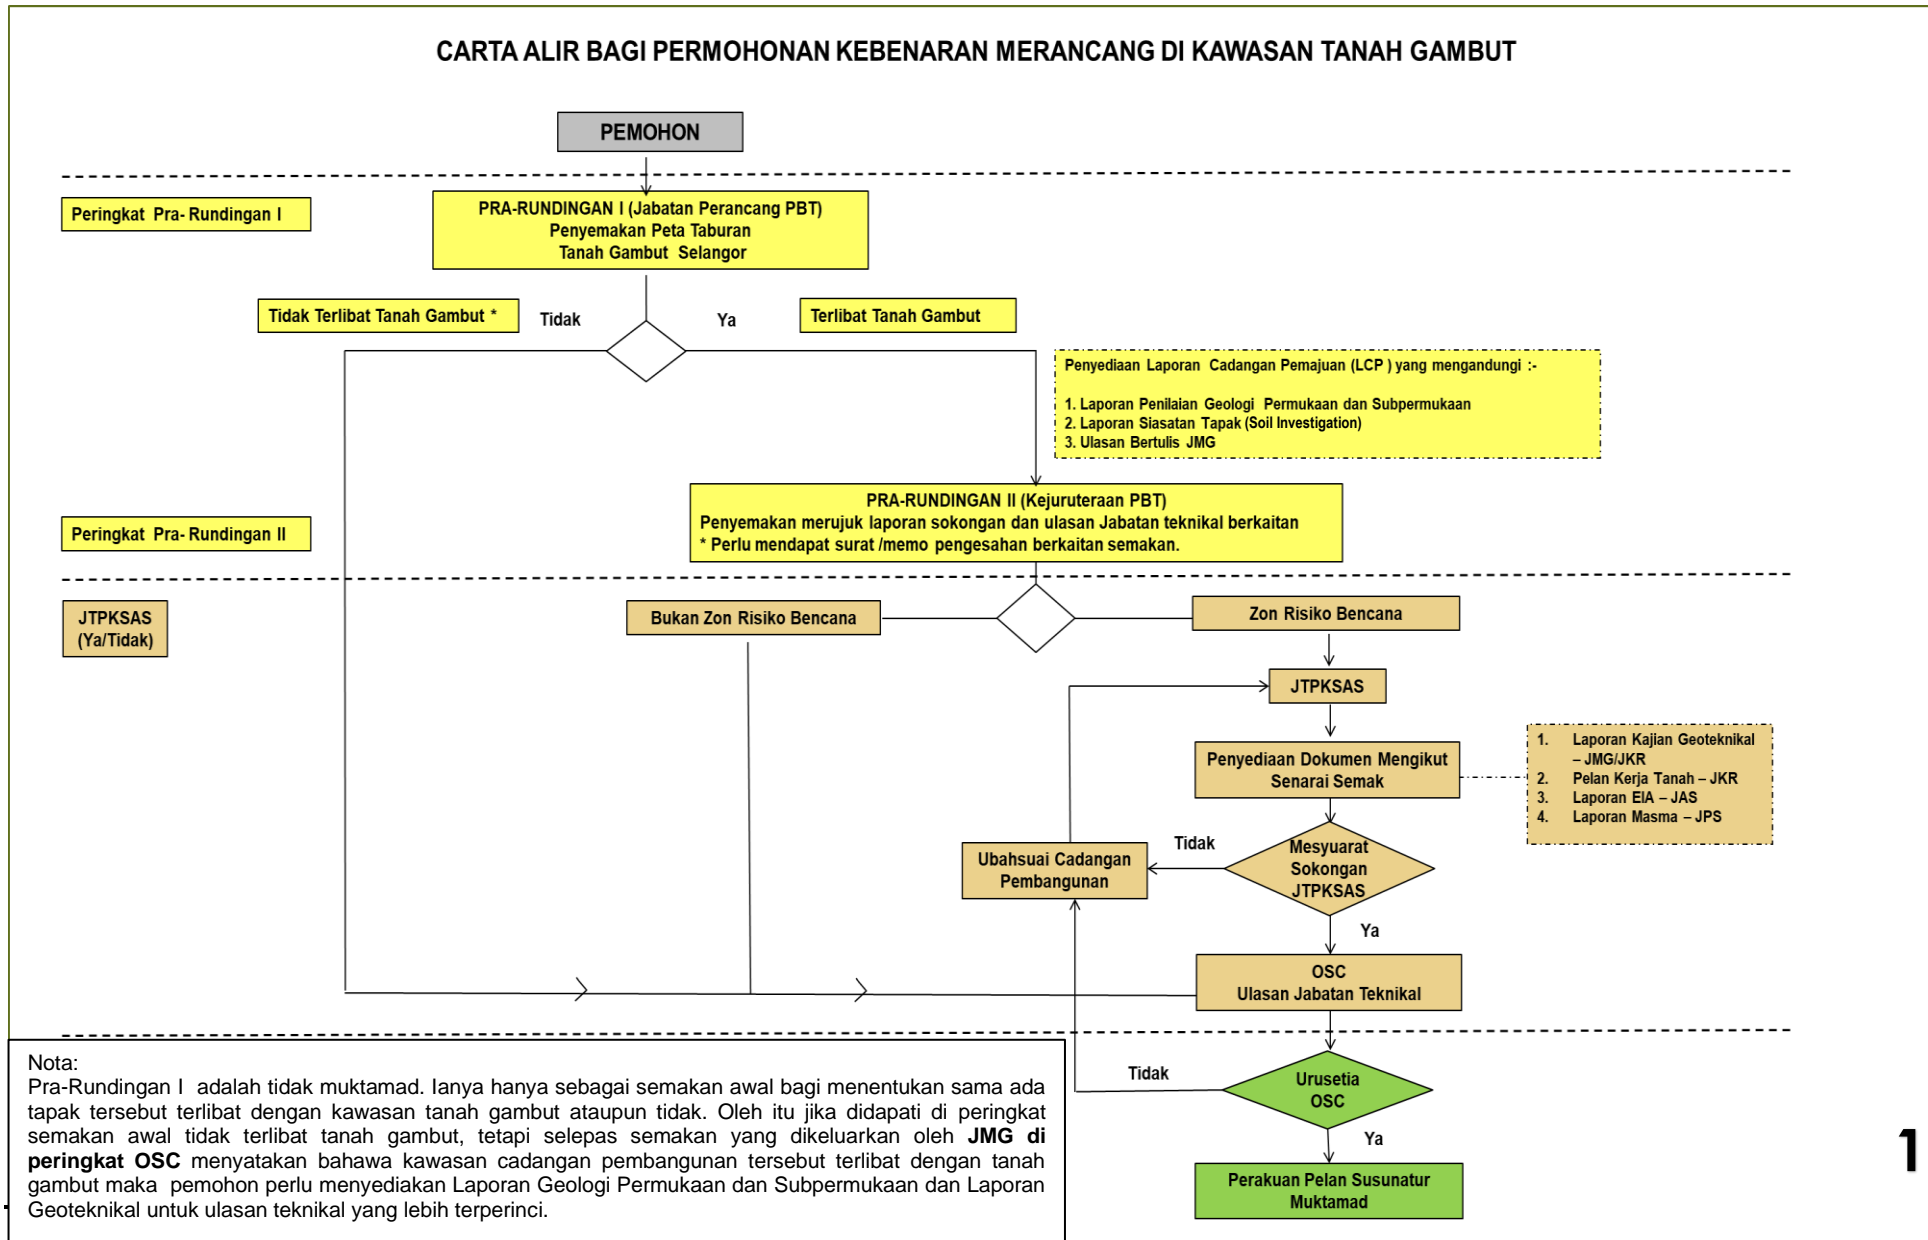 CARTA ALIR BAGI PERMOHONAN KEBENARAN MERANCANG DI KAWASAN TANAH GAMBUT
PEMOHON
Peringkat Pra- Rundingan I
PRA-RUNDINGAN I (Jabatan Perancang PBT)
Penyemakan Peta Taburan
Tanah Gambut Selangor
Tidak Terlibat Tanah Gambut *
Tidak
Ya
Terlibat Tanah Gambut
Penyediaan Laporan Cadangan Pemajuan (LCP ) yang mengandungi :-
1. Laporan Penilaian Geologi Permukaan dan Subpermukaan
2. Laporan Siasatan Tapak (Soil Investigation)
3. Ulasan Bertulis JMG
Peringkat Pra- Rundingan II
PRA-RUNDINGAN II (Kejuruteraan PBT)
Penyemakan merujuk laporan sokongan dan ulasan Jabatan teknikal berkaitan
* Perlu mendapat surat /memo pengesahan berkaitan semakan.
JTPKSAS
(Ya/Tidak)
Bukan Zon Risiko Bencana
Zon Risiko Bencana
JTPKSAS
Penyediaan Dokumen Mengikut
Senarai Semak
1. Laporan Kajian Geoteknikal
– JMG/JKR
2. Pelan Kerja Tanah – JKR
3. Laporan EIA – JAS
4. Laporan Masma – JPS
Ubahsuai Cadangan
Pembangunan
Tidak
Mesyuarat
Sokongan
JTPKSAS
Ya
OSC
Ulasan Jabatan Teknikal
Nota:
Pra-Rundingan I adalah tidak muktamad. Ianya hanya sebagai semakan awal bagi menentukan sama ada
tapak tersebut terlibat dengan kawasan tanah gambut ataupun tidak. Oleh itu jika didapati di peringkat
semakan awal tidak terlibat tanah gambut, tetapi selepas semakan yang dikeluarkan oleh JMG di
peringkat OSC menyatakan bahawa kawasan cadangan pembangunan tersebut terlibat dengan tanah
gambut maka pemohon perlu menyediakan Laporan Geologi Permukaan dan Subpermukaan dan Laporan
Geoteknikal untuk ulasan teknikal yang lebih terperinci.
Tidak
Urusetia
OSC
Ya
Perakuan Pelan Susunatur
Muktamad
1